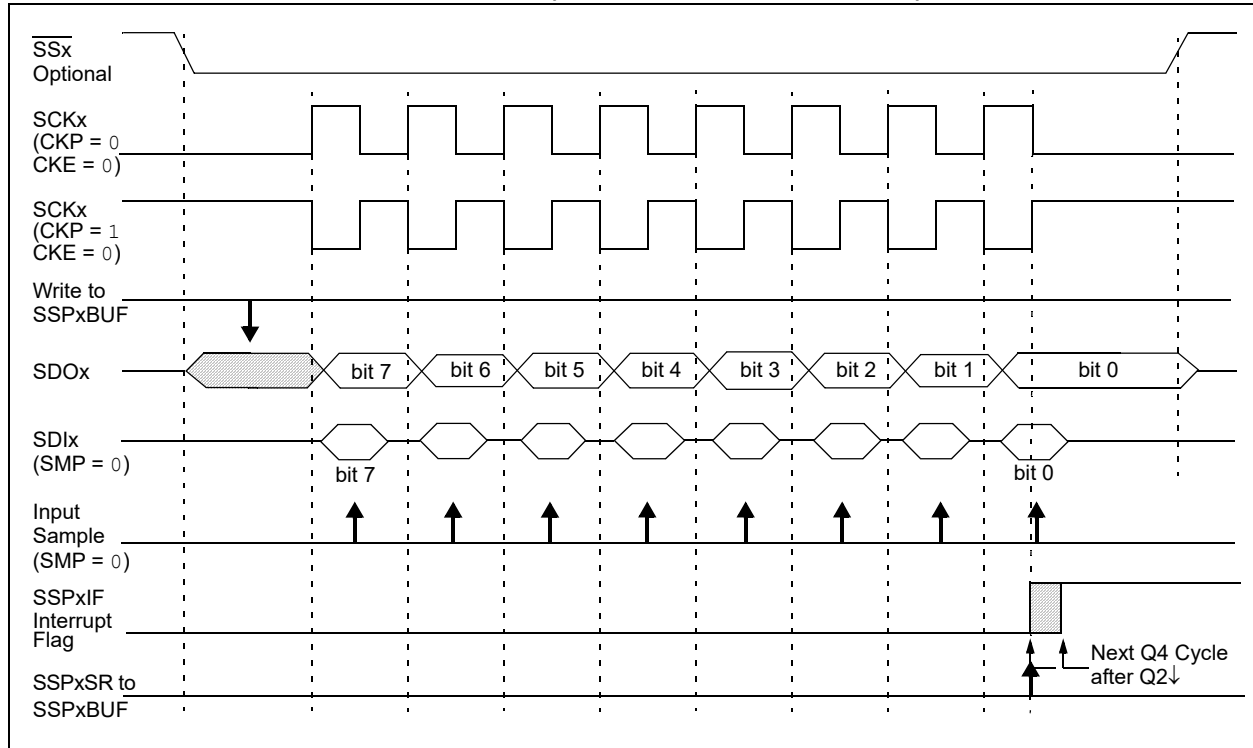 SSx
Optional
SCKx
(CKP = 0
CKE = 0)
SCKx
(CKP = 1
CKE = 0)
Write to
SSPxBUF
SDOx
bit 7 bit 6 bit 5 bit 4 bit 3 bit 2 bit 1 bit 0
SDIx
(SMP = 0)
bit 7 bit 0
Input
Sample
(SMP = 0)
SSPxIF
Interrupt
Flag
Next Q4 Cycle
after Q2↓
SSPxSR to
SSPxBUF